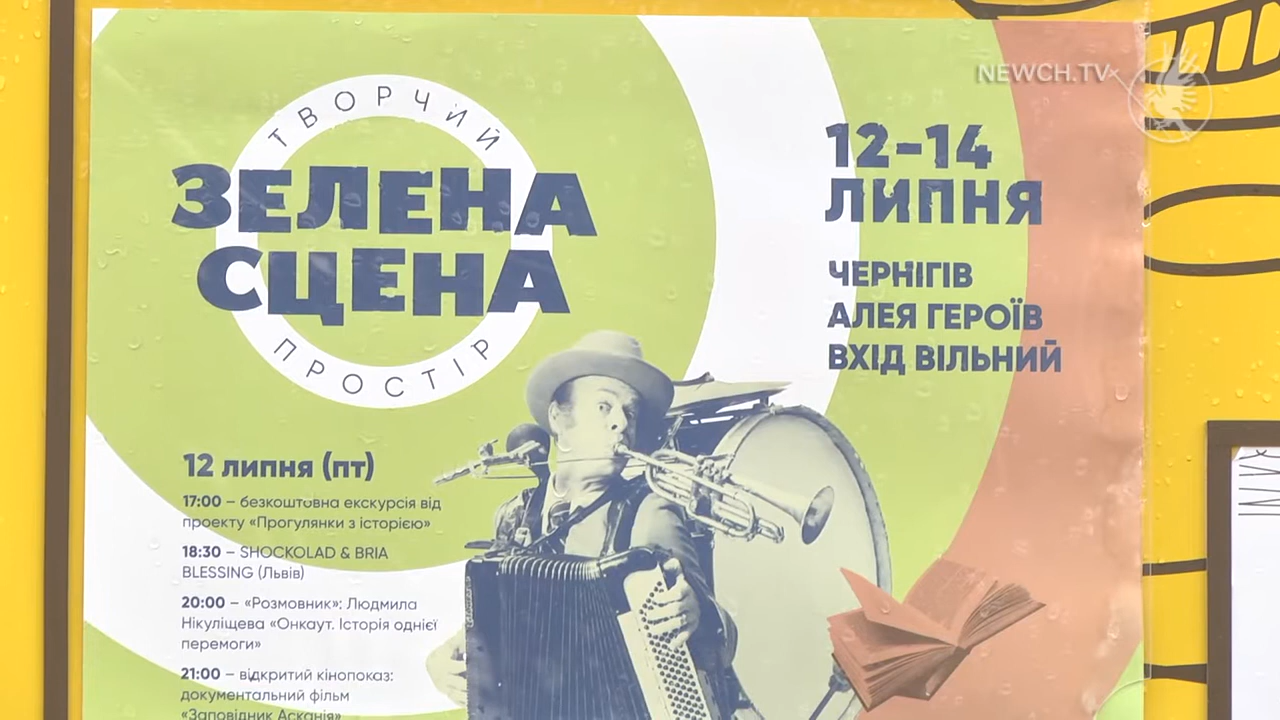 NEWCH.TV
ТВОРЧИЙ
ЗЕЛЕНА
СЦЕНА
ПРОСТІР
12–14
ЛИПНЯ
ЧЕРНІГІВ
АЛЕЯ ГЕРОЇВ
ВХІД ВІЛЬНИЙ
12 липня (пт)
17:00 – безкоштовна екскурсія від
проекту «Прогулянки з історією»
18:30 – SHOCKOLAD & BRIA
BLESSING (Львів)
20:00 – «Розмовник»: Людмила
Нікуліщева «Онкаут. Історія однієї
перемоги»
21:00 – відкритий кінопоказ:
документальний фільм
«Заповідник Асканія»